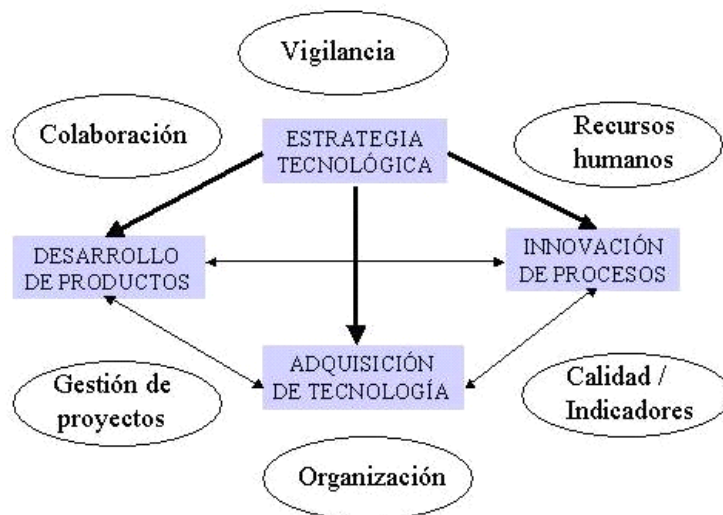 Vigilancia
Colaboración
ESTRATEGIA
TECNOLÓGICA
Recursos
humanos
DESARROLLO
DE PRODUCTOS
INNOVACIÓN
DE PROCESOS
ADQUISICIÓN
DE TECNOLOGÍA
Gestión de
proyectos
Calidad /
Indicadores
Organización